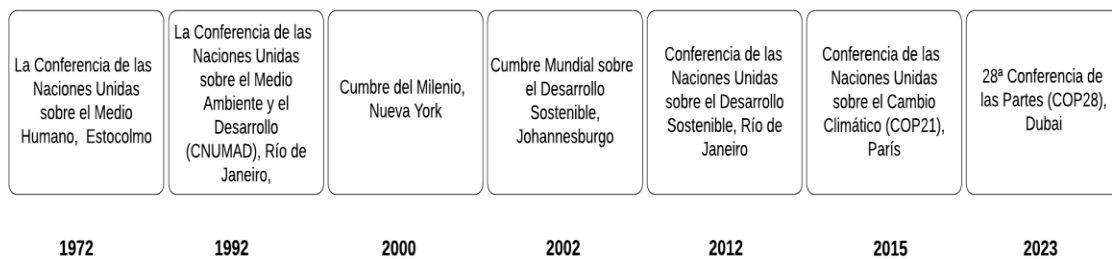 La Conferencia de las
Naciones Unidas
sobre el Medio
Humano, Estocolmo
La Conferencia de las
Naciones Unidas
sobre el Medio
Ambiente y el
Desarrollo
(CNUMAD), Río de
Janeiro,
Cumbre del Milenio,
Nueva York
Cumbre Mundial sobre
el Desarrollo
Sostenible,
Johannesburgo
Conferencia de las
Naciones Unidas
sobre el Desarrollo
Sostenible, Río de
Janeiro
Conferencia de las
Naciones Unidas
sobre el Cambio
Climático (COP21),
París
28ª Conferencia de
las Partes (COP28),
Dubai
1972
1992
2000
2002
2012
2015
2023